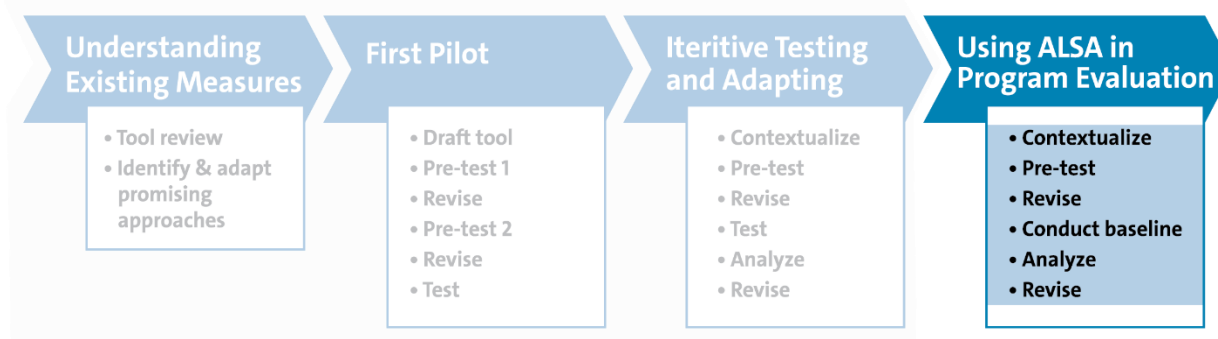 Understanding
Existing Measures
• Tool review
• Identify & adapt
promising
approaches
First Pilot
• Draft tool
• Pre-test 1
• Revise
• Pre-test 2
• Revise
• Test
Iteritive Testing
and Adapting
• Contextualize
• Pre-test
• Revise
• Test
• Analyze
• Revise
Using ALSA in
Program Evaluation
• Contextualize
• Pre-test
• Revise
• Conduct baseline
• Analyze
• Revise